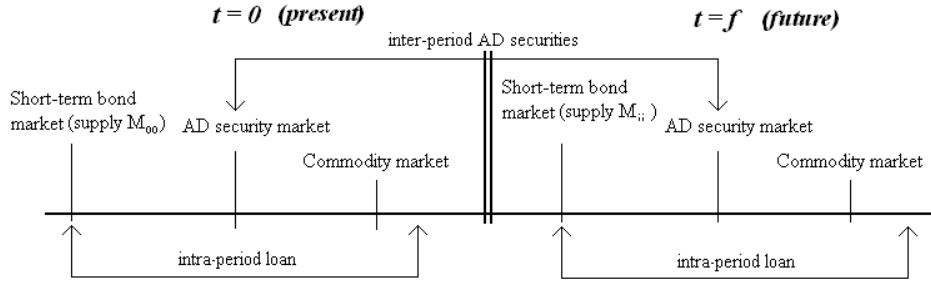 t = 0 (present)
t = f (future)
inter-period AD securities
Short-term bond
market (supply M₀₀)
AD security market
Commodity market
Short-term bond
market (supply Mᵢᵢ )
AD security market
Commodity market
intra-period loan
intra-period loan